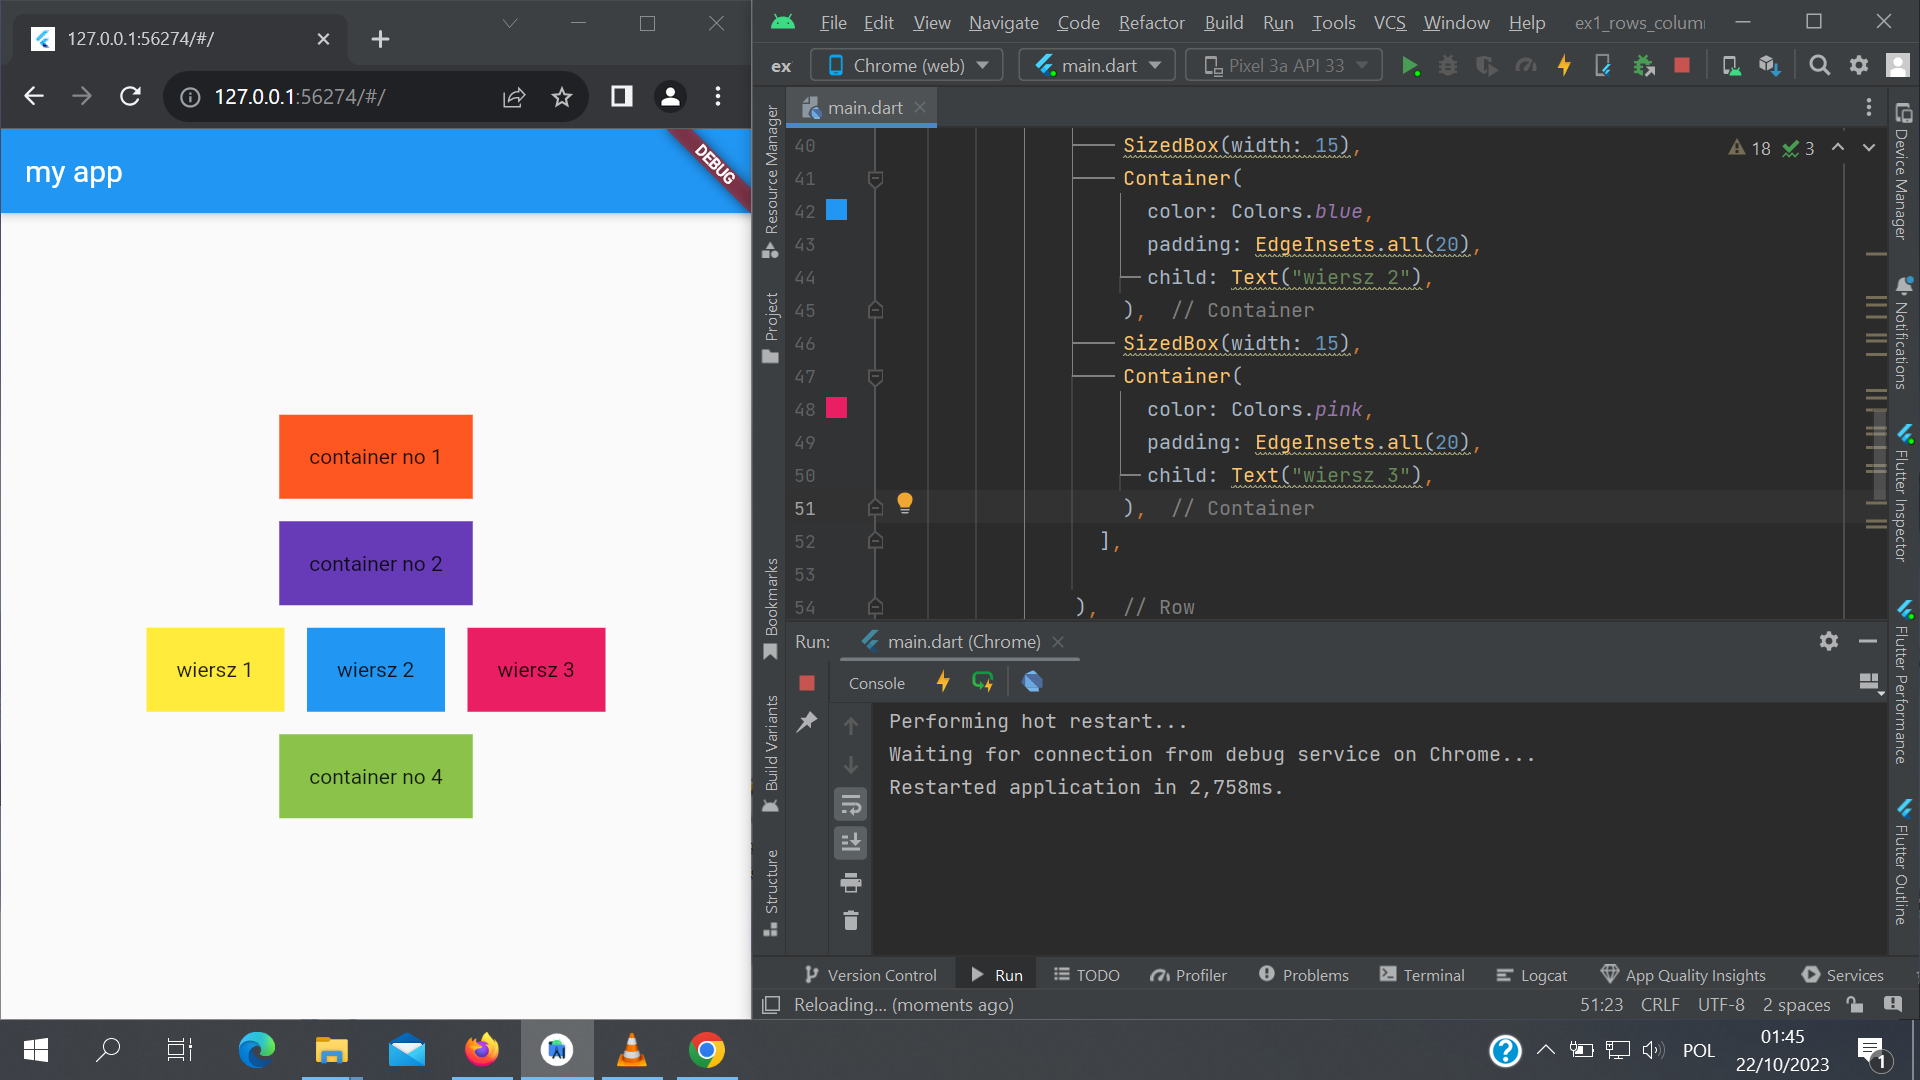 127.0.0.1:56274/#/
127.0.0.1:56274/#/
my app
DEBUG
container no 1
container no 2
wiersz 1
wiersz 2
wiersz 3
container no 4
File Edit View Navigate Code Refactor Build Run Tools VCS Window Help ex1_rows_colum
ex Chrome (web) main.dart Pixel 3a API 33
main.dart
Resource Manager
Project
Bookmarks
Build Variants
Structure
18 3
40 SizedBox(width: 15),
41 Container(
42 color: Colors.blue,
43 padding: EdgeInsets.all(20),
44 child: Text("wiersz 2"),
45 ), // Container
46 SizedBox(width: 15),
47 Container(
48 color: Colors.pink,
49 padding: EdgeInsets.all(20),
50 child: Text("wiersz 3"),
51 ), // Container
52 ],
53
54 ), // Row
Device Manager
Notifications
Flutter Inspector
Flutter Performance
Flutter Outline
Run: main.dart (Chrome)
Console
Performing hot restart...
Waiting for connection from debug service on Chrome...
Restarted application in 2,758ms.
Version Control Run TODO Profiler Problems Terminal Logcat App Quality Insights Services
Reloading... (moments ago) 51:23 CRLF UTF-8 2 spaces
POL
01:45
22/10/2023
1